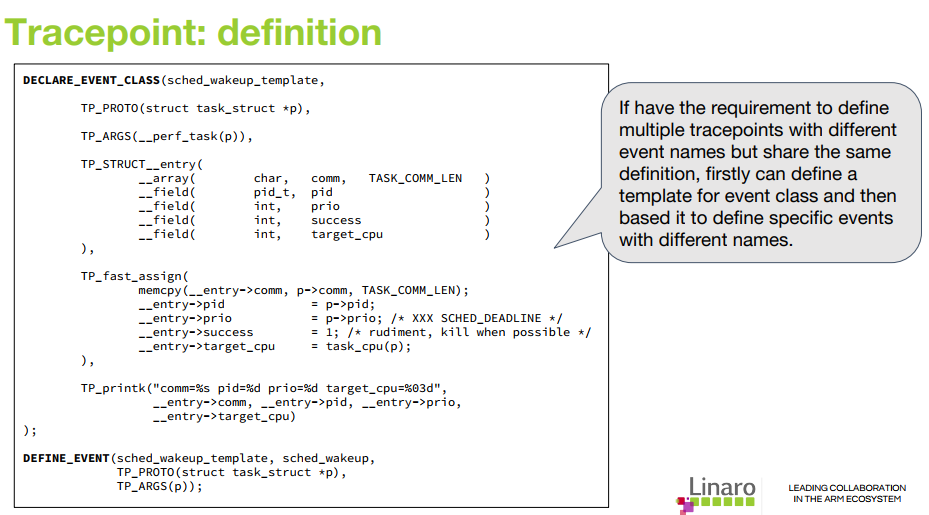 Tracepoint: definition
DECLARE_EVENT_CLASS(sched_wakeup_template,
TP_PROTO(struct task_struct *p),
TP_ARGS(__perf_task(p)),
TP_STRUCT__entry(
__array( char, comm, TASK_COMM_LEN )
__field( pid_t, pid )
__field( int, prio )
__field( int, success )
__field( int, target_cpu )
),
TP_fast_assign(
memcpy(__entry->comm, p->comm, TASK_COMM_LEN);
__entry->pid = p->pid;
__entry->prio = p->prio; /* XXX SCHED_DEADLINE */
__entry->success = 1; /* rudiment, kill when possible */
__entry->target_cpu = task_cpu(p);
),
TP_printk("comm=%s pid=%d prio=%d target_cpu=%03d",
__entry->comm, __entry->pid, __entry->prio,
__entry->target_cpu)
);
DEFINE_EVENT(sched_wakeup_template, sched_wakeup,
TP_PROTO(struct task_struct *p),
TP_ARGS(p));
If have the requirement to define
multiple tracepoints with different
event names but share the same
definition, firstly can define a
template for event class and then
based it to define specific events
with different names.
Linaro
LEADING COLLABORATION
IN THE ARM ECOSYSTEM